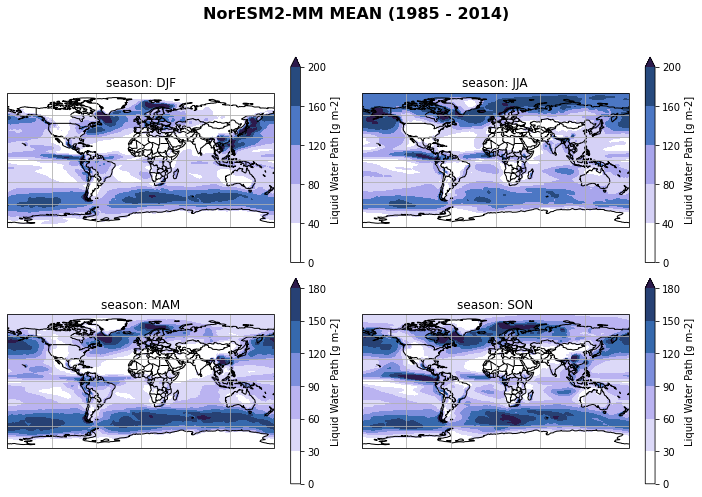 NorESM2-MM MEAN (1985 - 2014)
season: DJF
200
160
120
80
40
0
Liquid Water Path [g m-2]
season: JJA
200
160
120
80
40
0
Liquid Water Path [g m-2]
season: MAM
180
150
120
90
60
30
0
Liquid Water Path [g m-2]
season: SON
180
150
120
90
60
30
0
Liquid Water Path [g m-2]